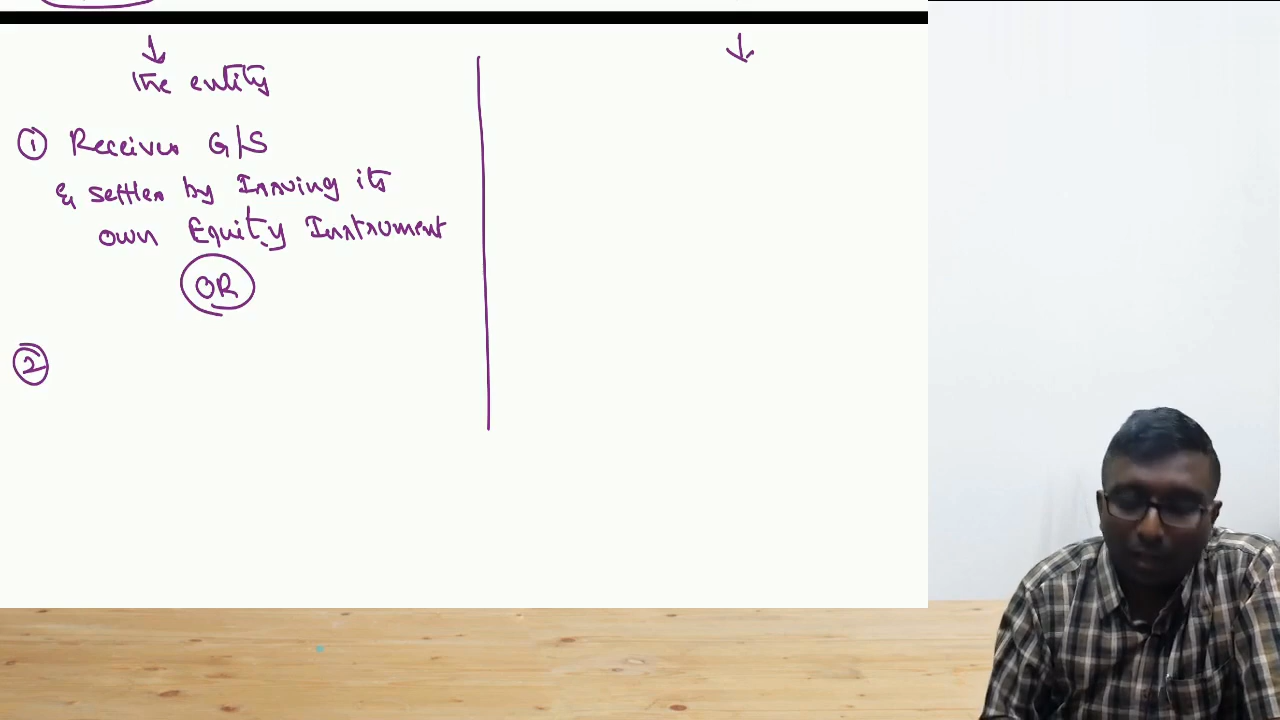 the entity
① Receives G/S
& settles by Issuing its
own Equity Instrument
OR
②